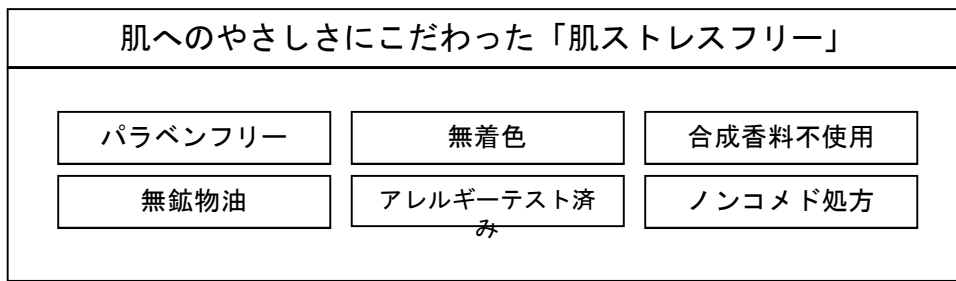 肌へのやさしさにこだわった「肌ストレスフリー」
パラベンフリー
無着色
合成香料不使用
無鉱物油
アレルギーテスト済
み
ノンコメド処方